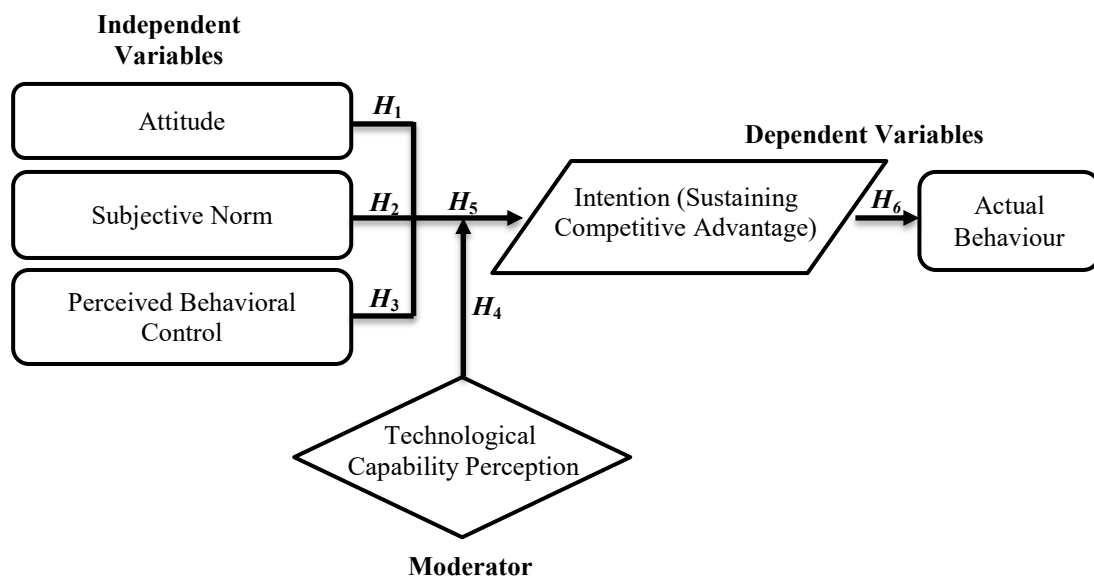 Independent
Variables
Attitude
H1
Subjective Norm
H2
H5
Perceived Behavioral
Control
H3
H4
Dependent Variables
Intention (Sustaining
Competitive Advantage)
H6
Actual
Behaviour
Technological
Capability Perception
Moderator